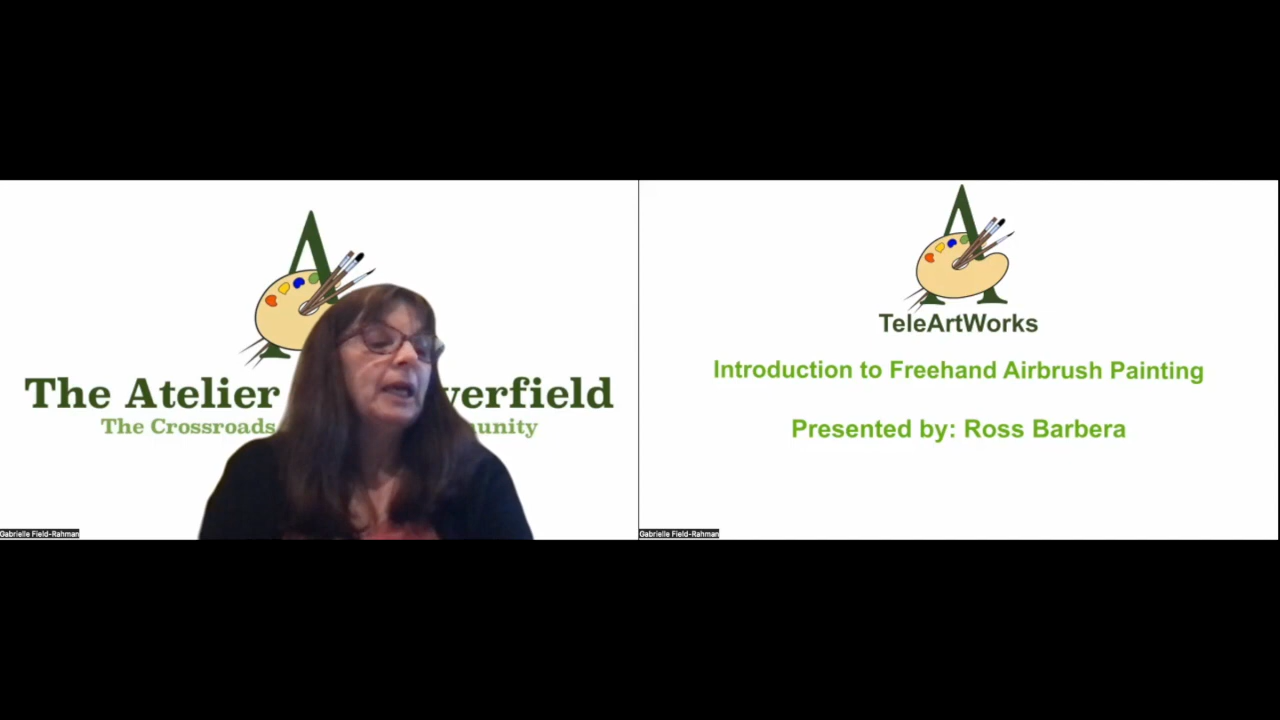 The Atelier
verfield
The Crossroads
unity
Gabrielle Field-Rahman
TeleArtWorks
Introduction to Freehand Airbrush Painting
Presented by: Ross Barbera
Gabrielle Field-Rahman